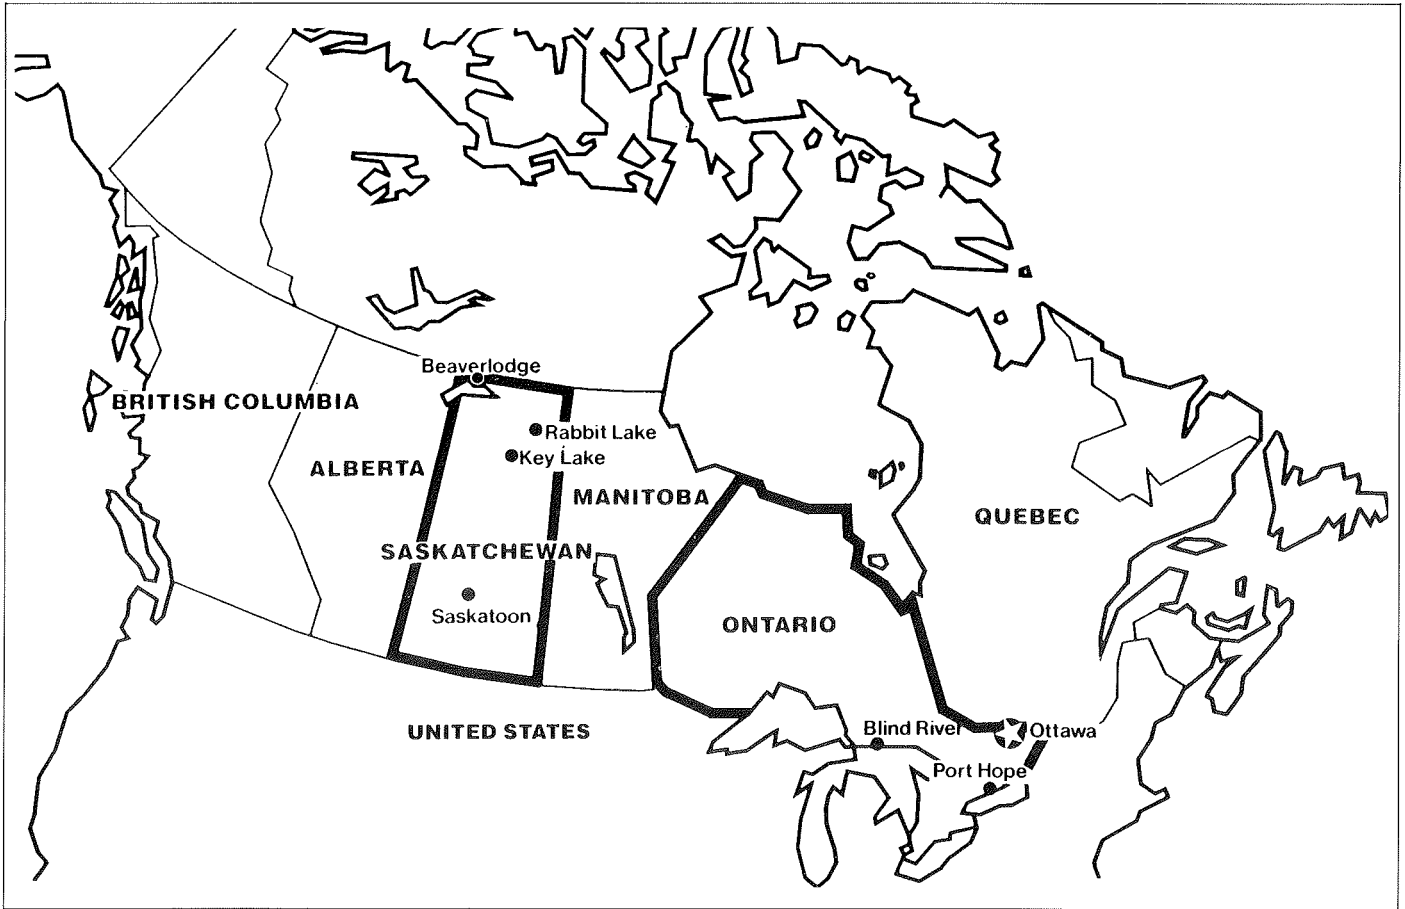 Beaverlodge
BRITISH COLUMBIA
Rabbit Lake
Key Lake
ALBERTA
MANITOBA
QUEBEC
SASKATCHEWAN
Saskatoon
ONTARIO
UNITED STATES
Blind River
Ottawa
Port Hope